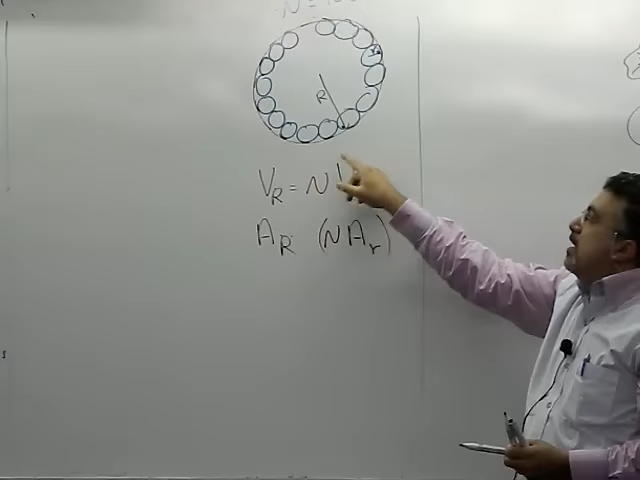 R
V_R = N
A_R (N A_r)